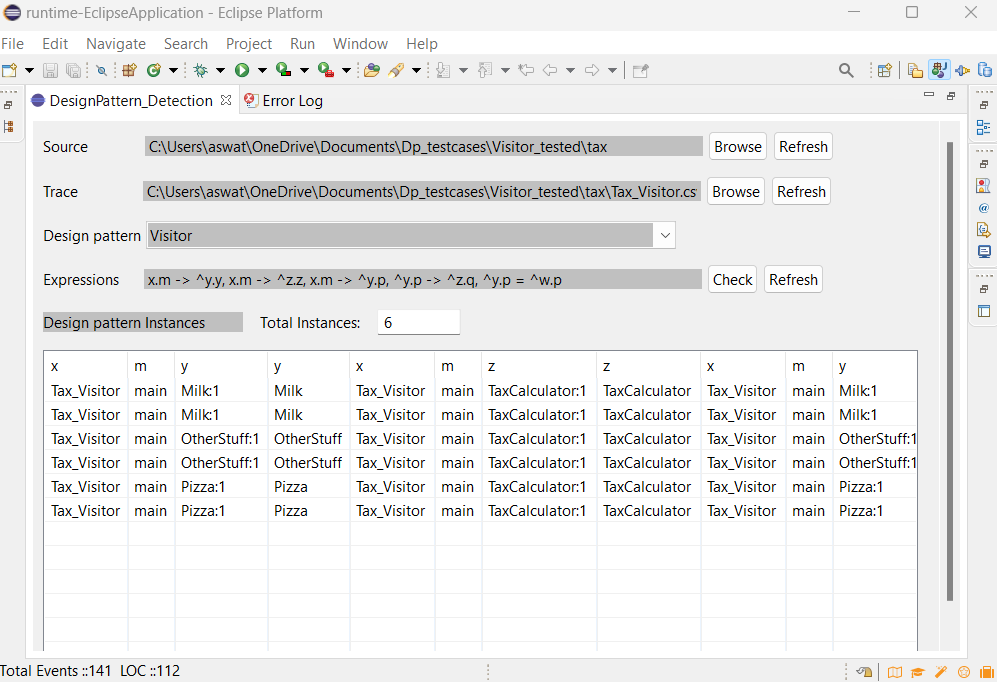 runtime-EclipseApplication - Eclipse Platform
File Edit Navigate Search Project Run Window Help
DesignPattern_Detection Error Log
Source C:\Users\aswat\OneDrive\Documents\Dp_testcases\Visitor_tested\tax Browse Refresh
Trace C:\Users\aswat\OneDrive\Documents\Dp_testcases\Visitor_tested\tax\Tax_Visitor.cs Browse Refresh
Design pattern Visitor
Expressions x.m -> ^y.y, x.m -> ^z.z, x.m -> ^y.p, ^y.p -> ^z.q, ^y.p = ^w.p Check Refresh
Design pattern Instances Total Instances: 6
x m y y x m z z x m y
Tax_Visitor main Milk:1 Milk Tax_Visitor main TaxCalculator:1 TaxCalculator Tax_Visitor main Milk:1
Tax_Visitor main Milk:1 Milk Tax_Visitor main TaxCalculator:1 TaxCalculator Tax_Visitor main Milk:1
Tax_Visitor main OtherStuff:1 OtherStuff Tax_Visitor main TaxCalculator:1 TaxCalculator Tax_Visitor main OtherStuff:1
Tax_Visitor main OtherStuff:1 OtherStuff Tax_Visitor main TaxCalculator:1 TaxCalculator Tax_Visitor main OtherStuff:1
Tax_Visitor main Pizza:1 Pizza Tax_Visitor main TaxCalculator:1 TaxCalculator Tax_Visitor main Pizza:1
Tax_Visitor main Pizza:1 Pizza Tax_Visitor main TaxCalculator:1 TaxCalculator Tax_Visitor main Pizza:1
Total Events ::141 LOC ::112